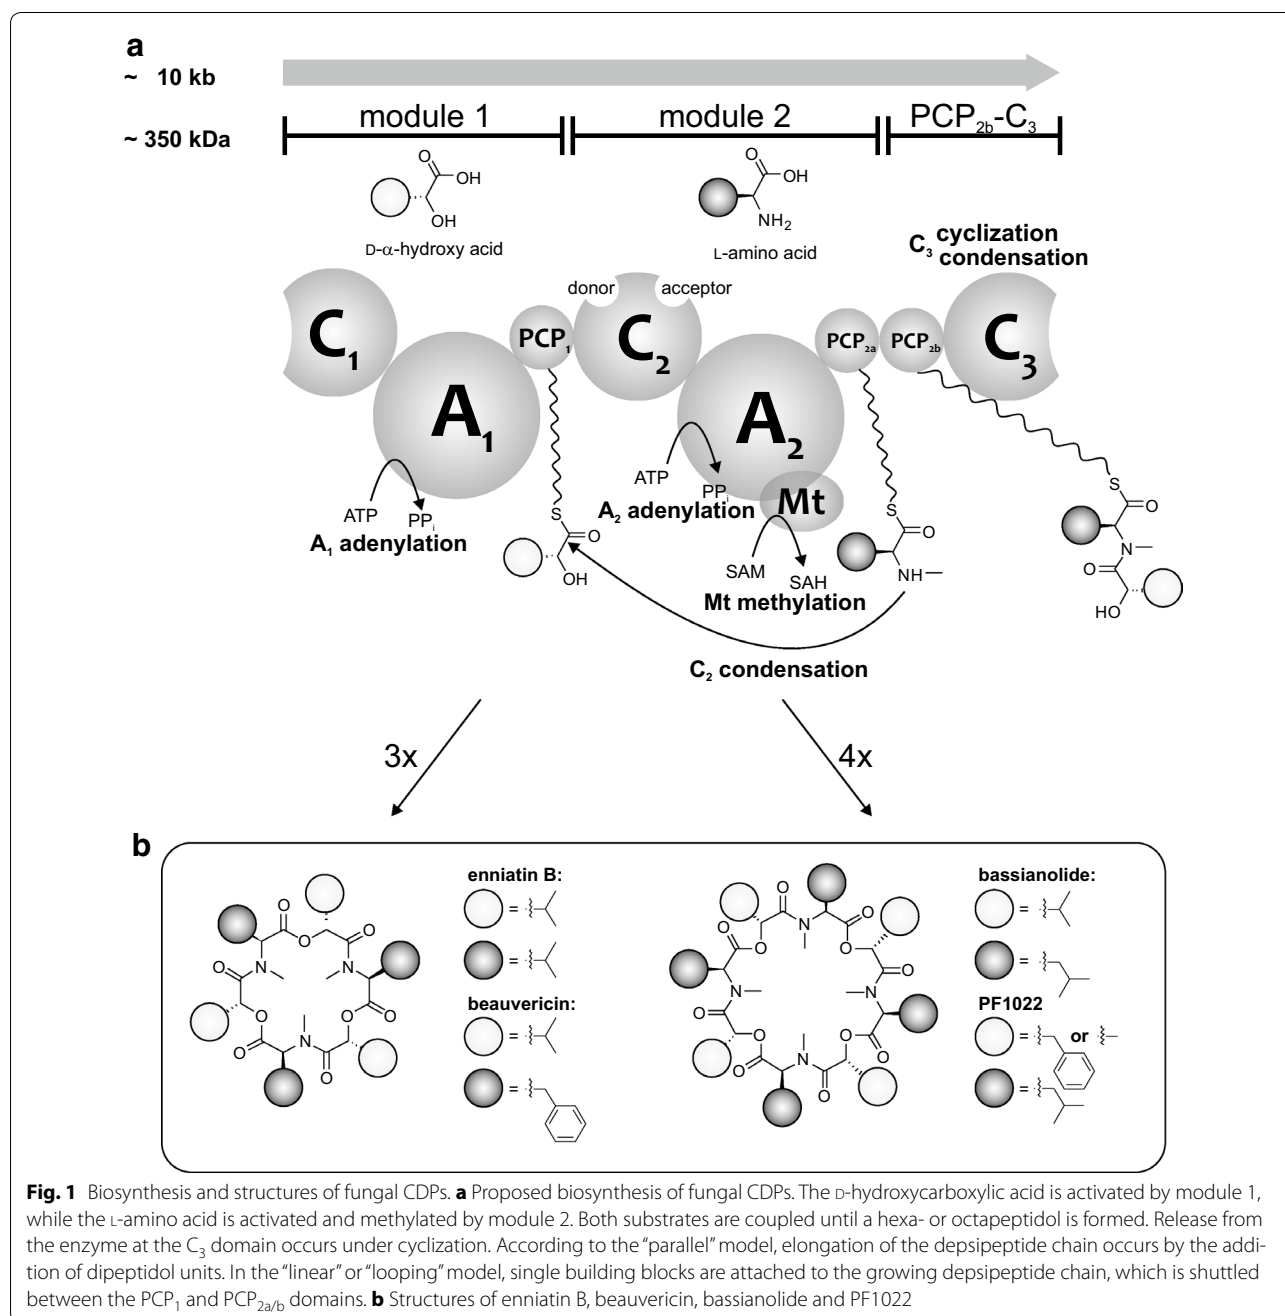 a
~ 10 kb
module 1 module 2 PCP2b-C3
~ 350 kDa
O OH OH
O OH NH2
D-α-hydroxy acid
L-amino acid
C3 cyclization
condensation
donor acceptor
C1 A1 PCP1 C2 A2 PCP2a PCP2b C3
Mt
ATP PPi
A1 adenylation
ATP PPi
A2 adenylation
SAM SAH
Mt methylation
S O OH
S O NH
S O N O HO
C2 condensation
3x 4x
b
enniatin B:
=
=
beauvericin:
=
=
O O O N N O O O O N O O
bassianolide:
=
=
PF1022
= or
=
O N O O O O N N O O O O N O O O
Fig. 1 Biosynthesis and structures of fungal CDPs. a Proposed biosynthesis of fungal CDPs. The D-hydroxycarboxylic acid is activated by module 1,
while the L-amino acid is activated and methylated by module 2. Both substrates are coupled until a hexa- or octapeptidol is formed. Release from
the enzyme at the C3 domain occurs under cyclization. According to the “parallel” model, elongation of the depsipeptide chain occurs by the addi-
tion of dipeptidol units. In the “linear” or “looping” model, single building blocks are attached to the growing depsipeptide chain, which is shuttled
between the PCP1 and PCP2a/b domains. b Structures of enniatin B, beauvericin, bassianolide and PF1022